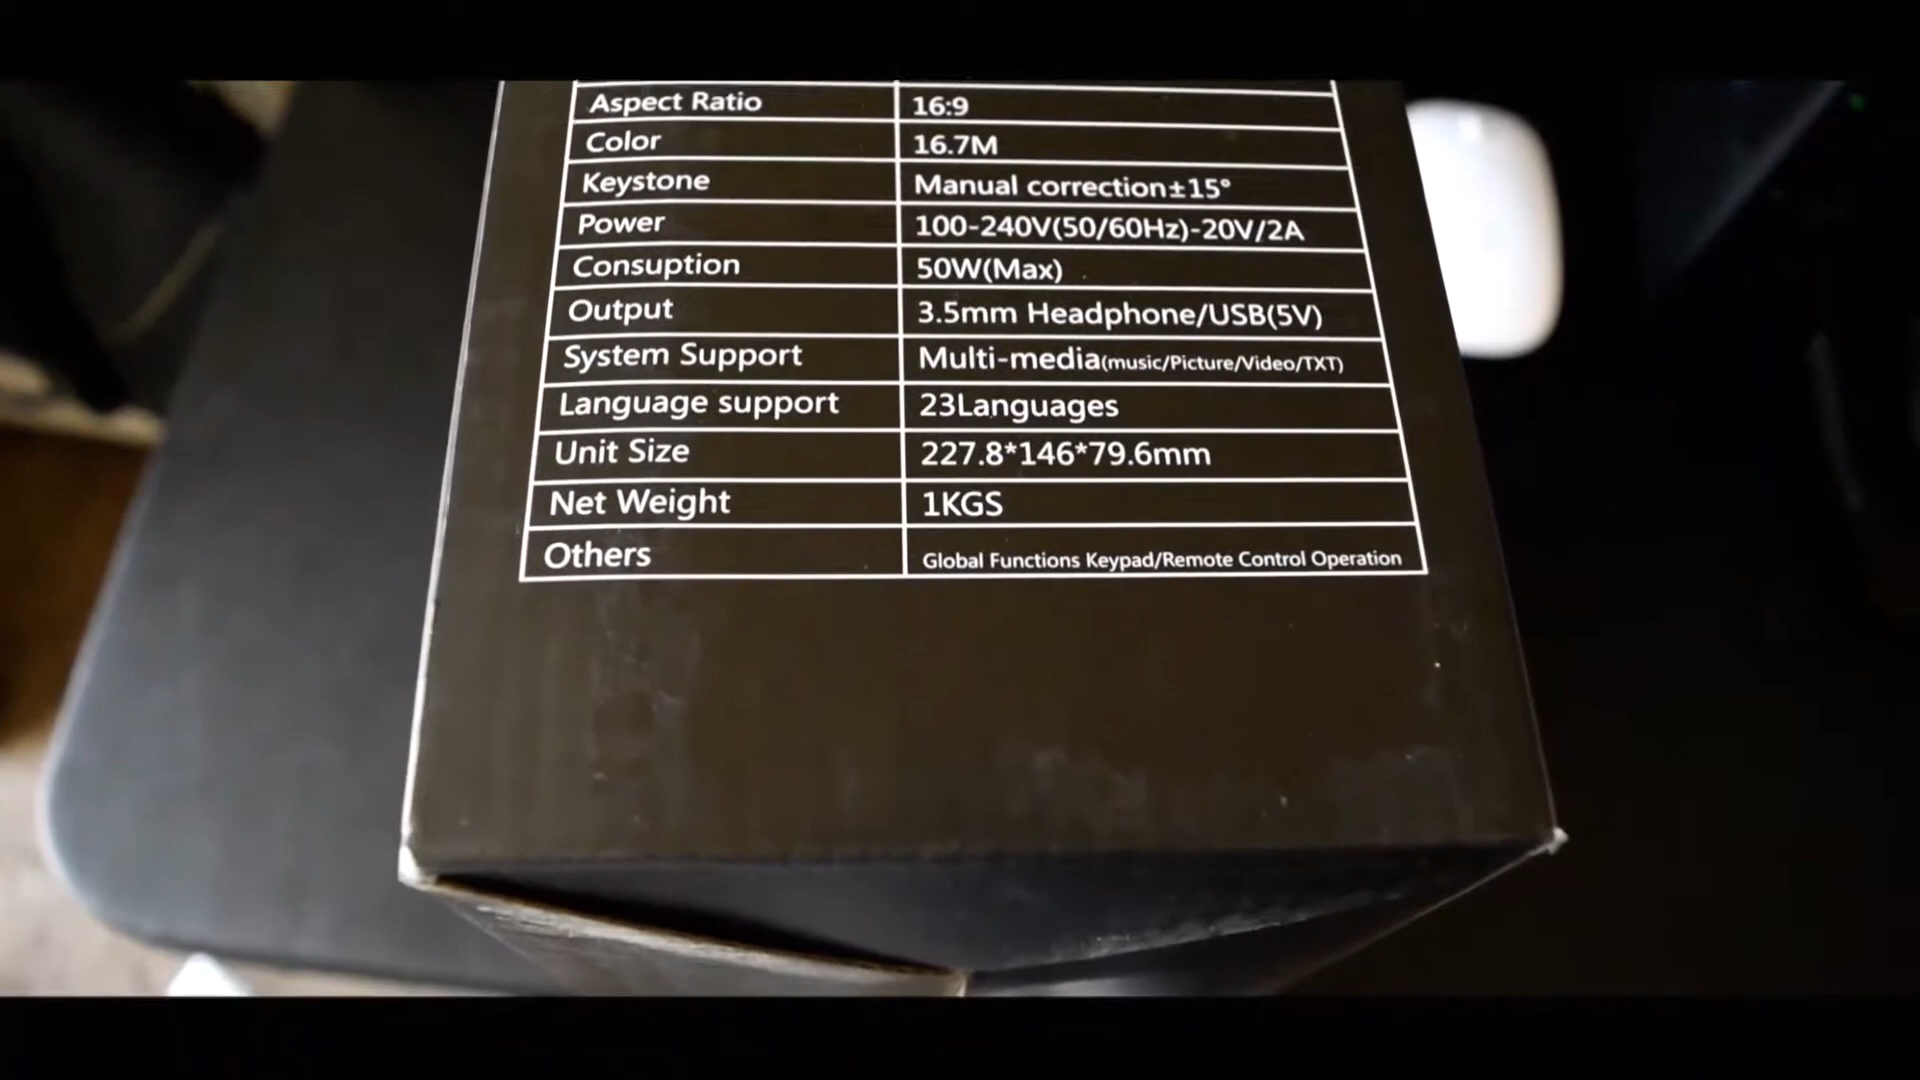 Aspect Ratio 16:9
Color 16.7M
Keystone Manual correction±15°
Power 100-240V(50/60Hz)-20V/2A
Consuption 50W(Max)
Output 3.5mm Headphone/USB(5V)
System Support Multi-media(music/Picture/Video/TXT)
Language support 23Languages
Unit Size 227.8*146*79.6mm
Net Weight 1KGS
Others Global Functions Keypad/Remote Control Operation